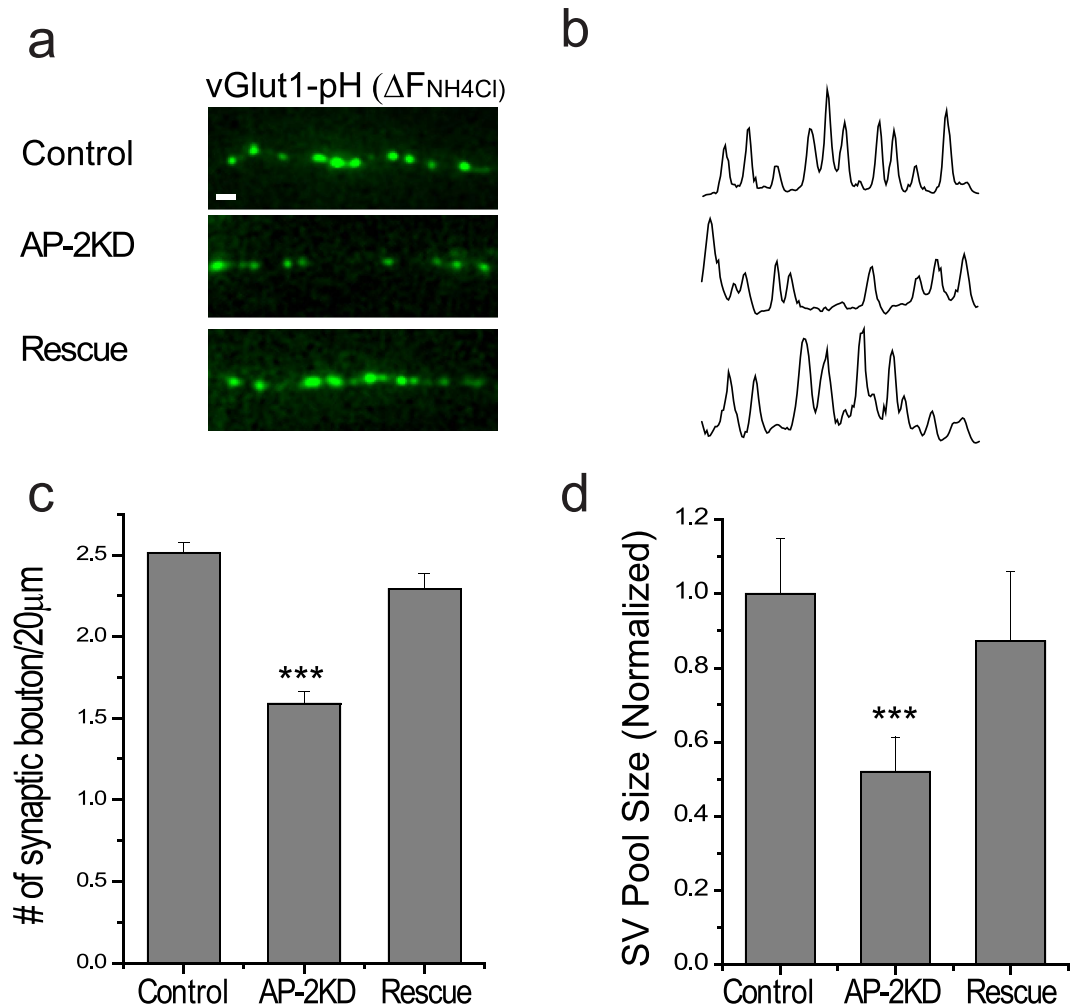 a
vGlut1-pH (ΔFNH4Cl)
Control
AP-2KD
Rescue
b
c
# of synaptic bouton/20μm
2.5
2.0
1.5
1.0
0.5
0.0
***
Control AP-2KD Rescue
d
SV Pool Size (Normalized)
1.2
1.0
0.8
0.6
0.4
0.2
0.0
***
Control AP-2KD Rescue